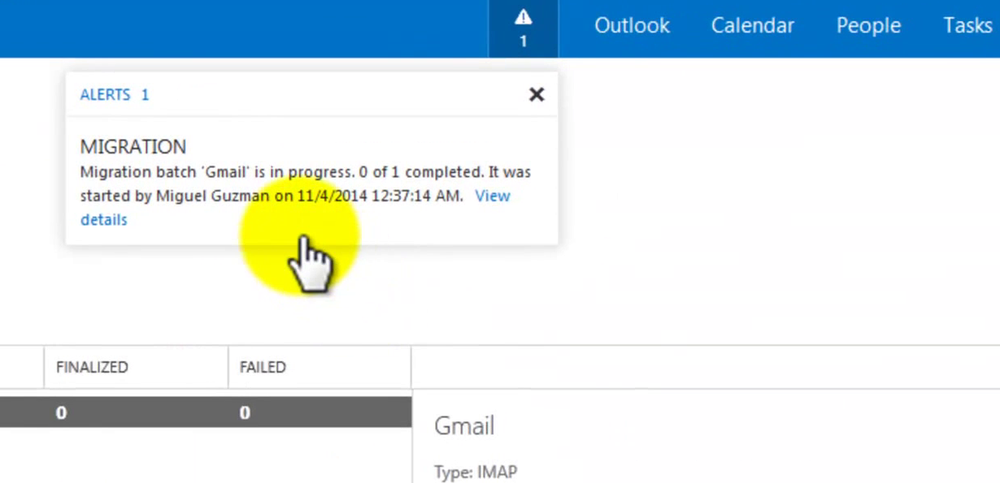 1
Outlook Calendar People Tasks
ALERTS 1
MIGRATION
Migration batch 'Gmail' is in progress. 0 of 1 completed. It was
started by Miguel Guzman on 11/4/2014 12:37:14 AM. View
details
FINALIZED FAILED
0 0
Gmail
Type: IMAP